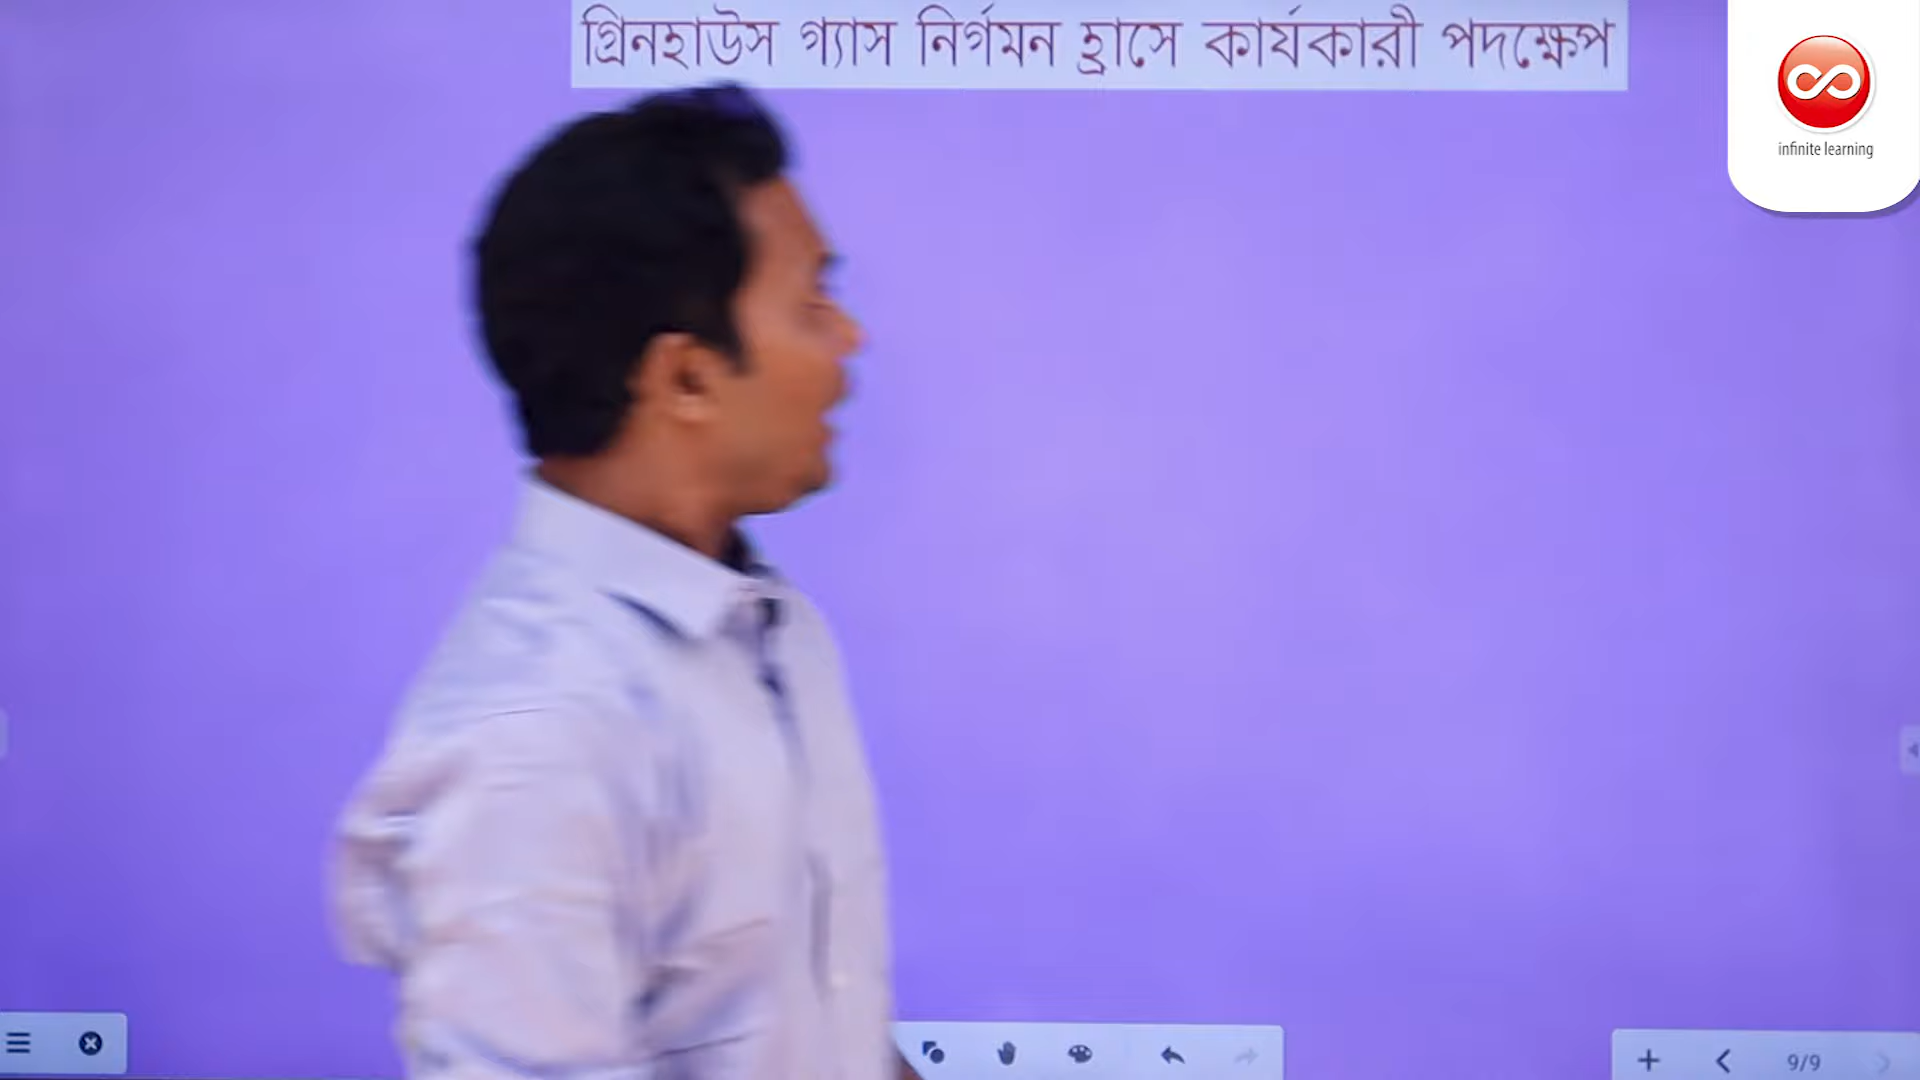 গ্রিনহাউস গ্যাস নির্গমন হ্রাসে কার্যকারী পদক্ষেপ
infinite learning
9/9